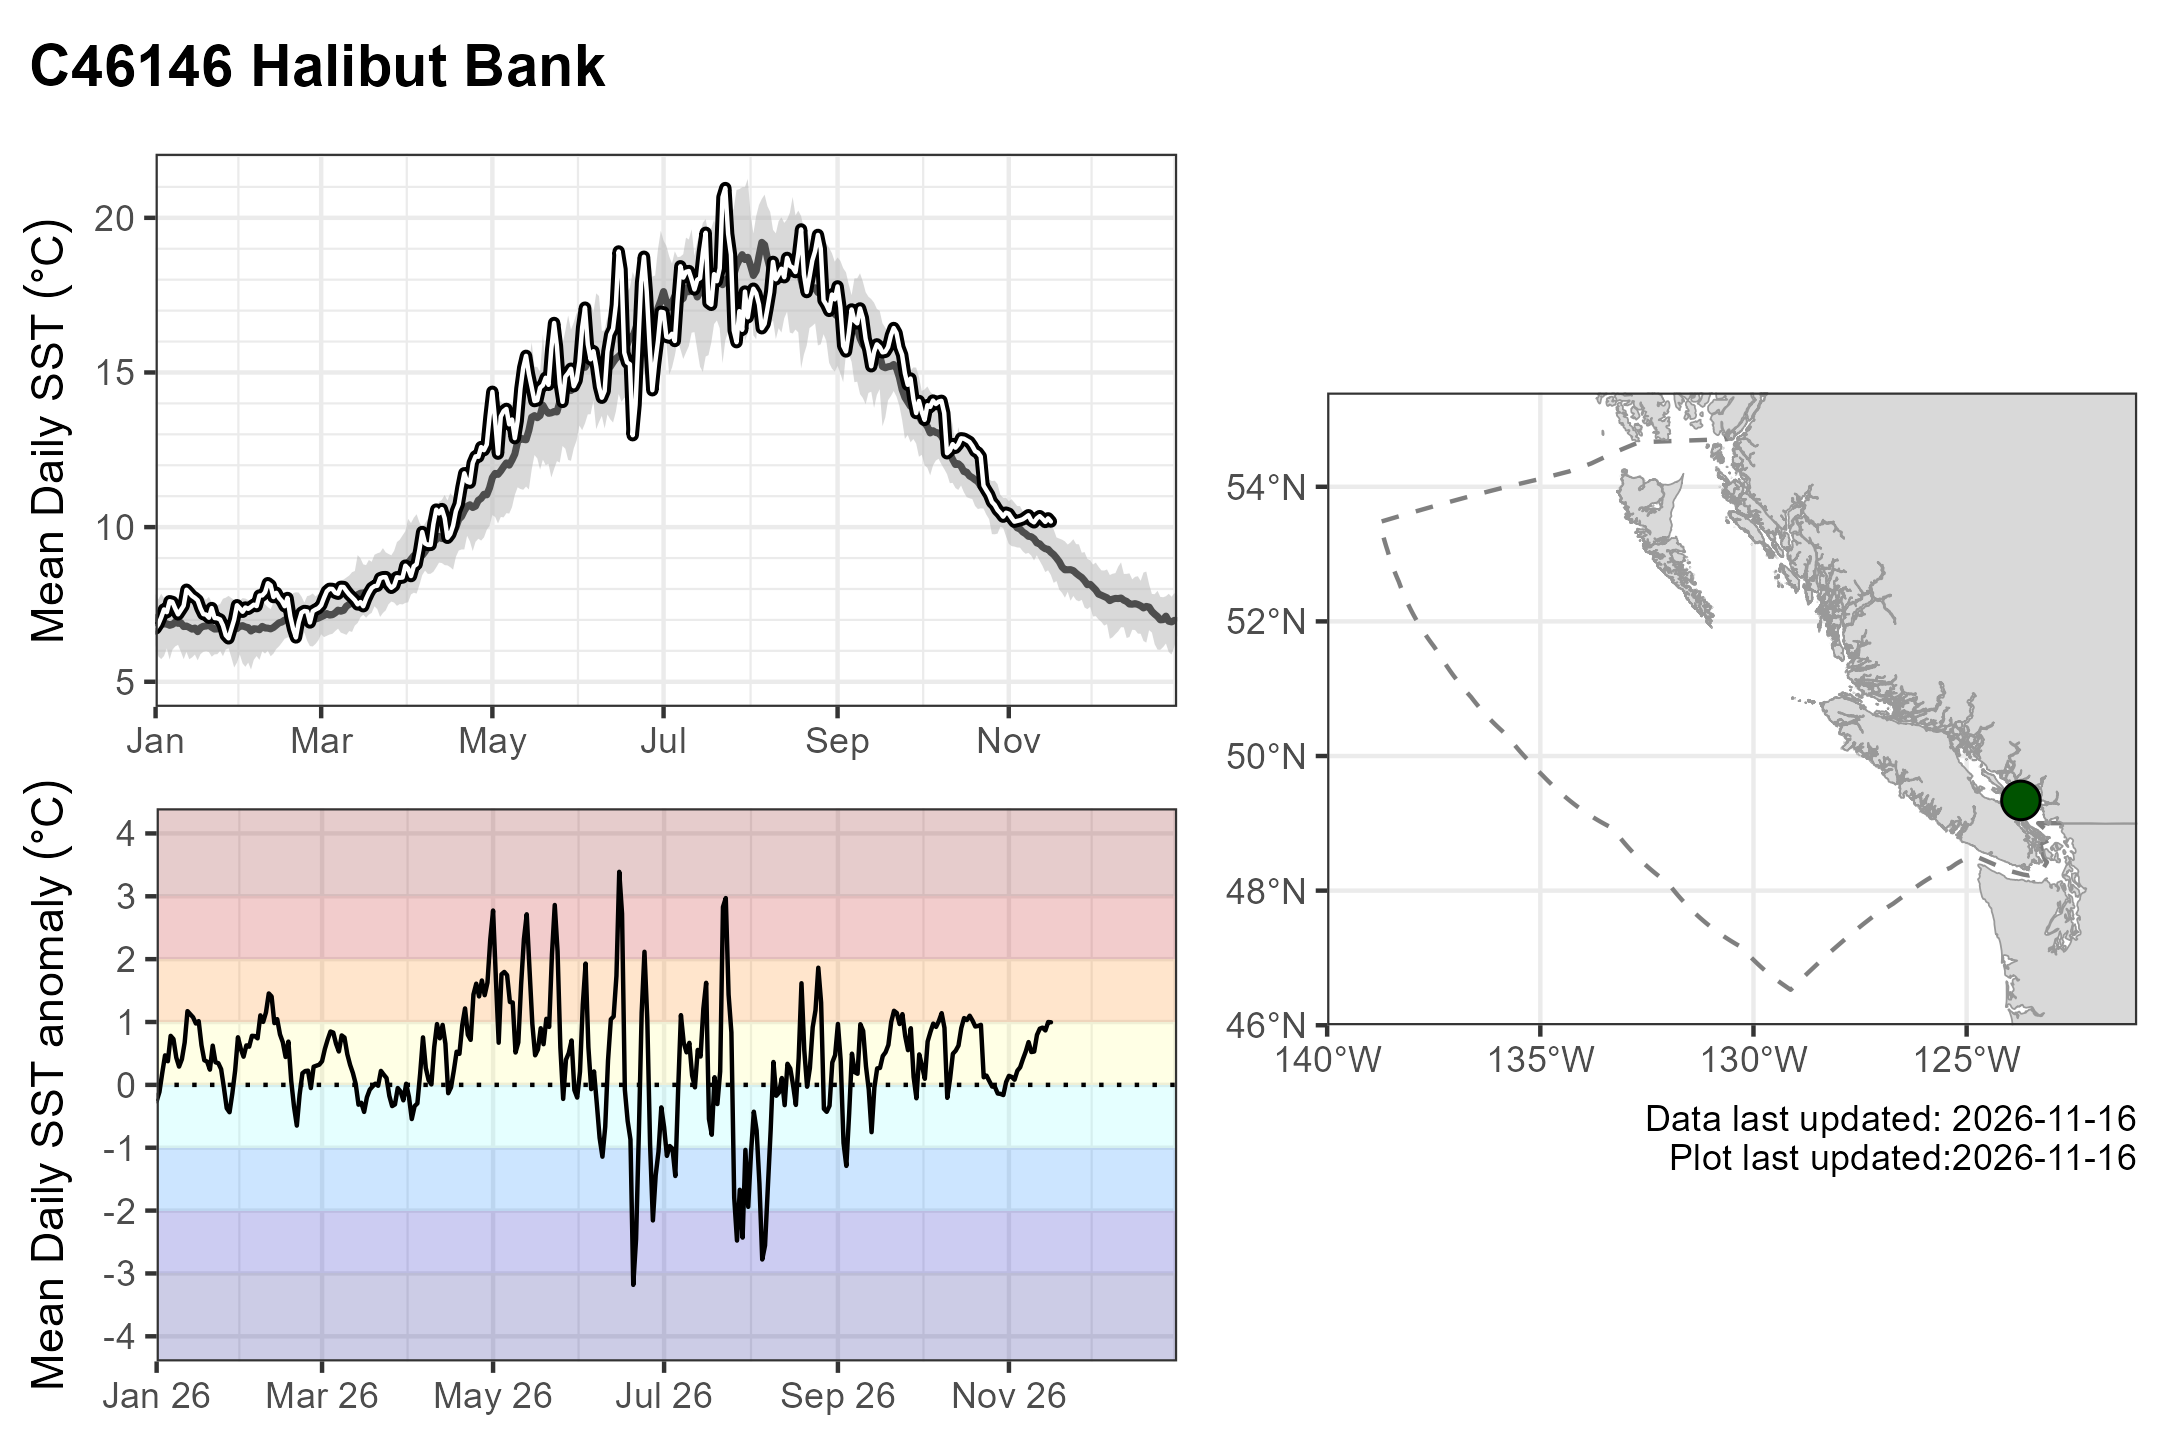 C46146 Halibut Bank
Mean Daily SST (°C)
20
15
10
5
Jan Mar May Jul Sep Nov
Mean Daily SST anomaly (°C)
4
3
2
1
0
-1
-2
-3
-4
Jan 26 Mar 26 May 26 Jul 26 Sep 26 Nov 26
54°N
52°N
50°N
48°N
46°N
140°W 135°W 130°W 125°W
Data last updated: 2026-11-16
Plot last updated:2026-11-16